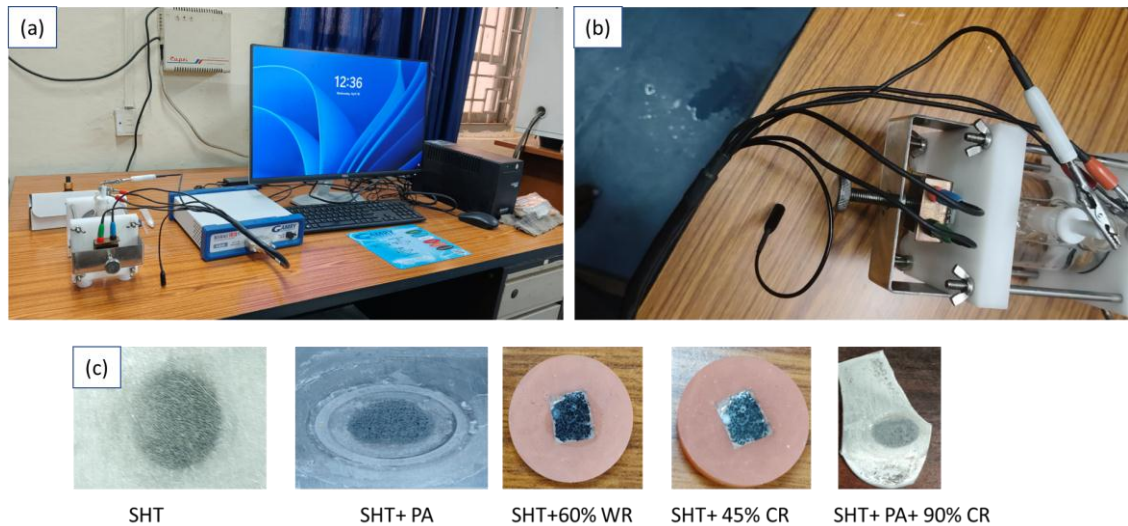 (a)
12:36
GAMRY
(b)
(c)
SHT
SHT+ PA
SHT+60% WR
SHT+ 45% CR
SHT+ PA+ 90% CR